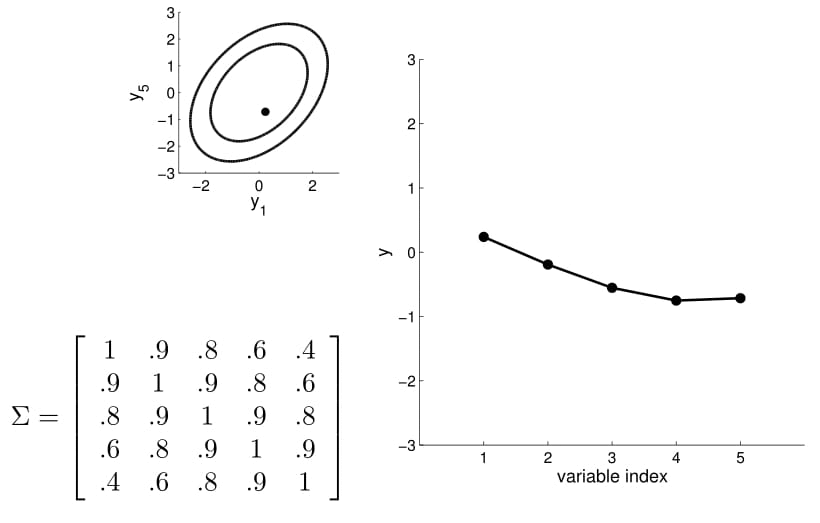 3
2
1
0
−1
−2
−3
y5
−2 0 2
y1
3
2
1
0
−1
−2
−3
y
1 2 3 4 5
variable index
Σ =
1 .9 .8 .6 .4
.9 1 .9 .8 .6
.8 .9 1 .9 .8
.6 .8 .9 1 .9
.4 .6 .8 .9 1